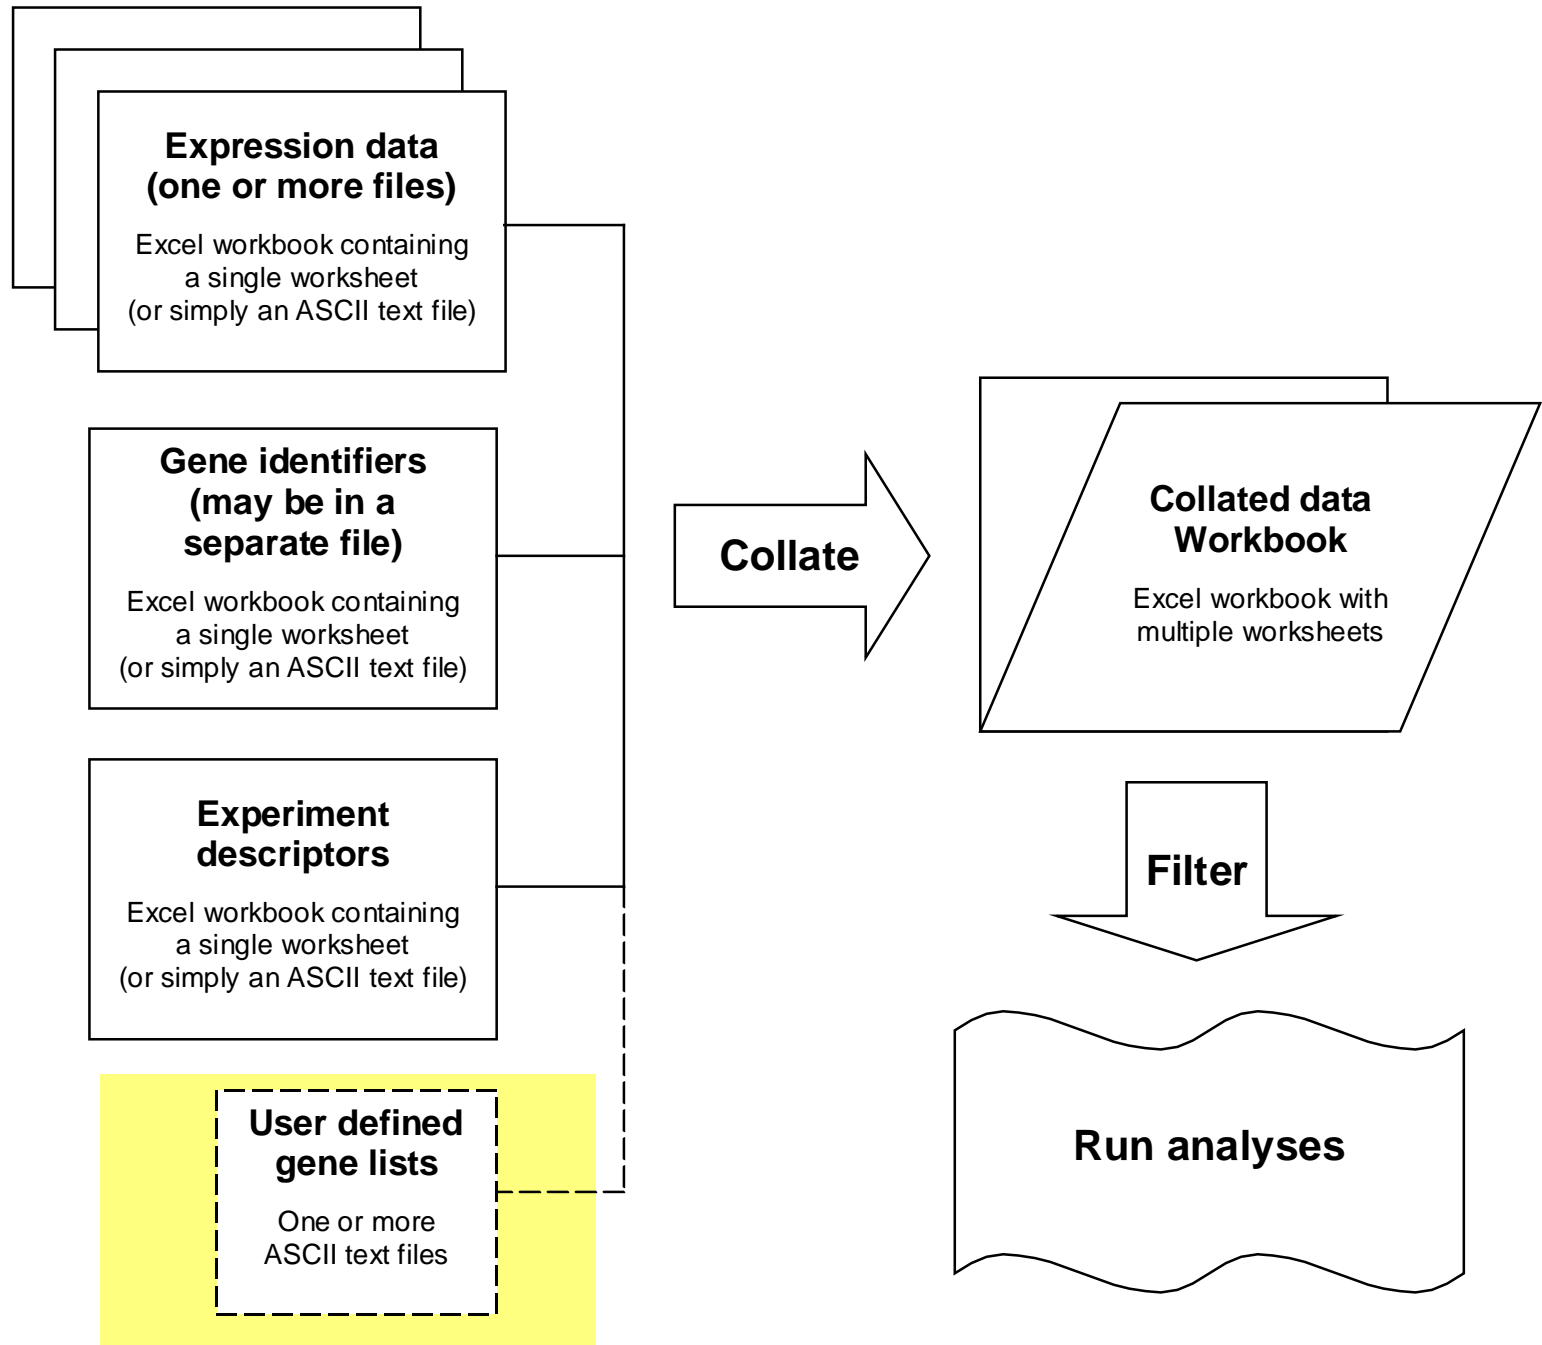 Expression data
(one or more files)
Excel workbook containing
a single worksheet
(or simply an ASCII text file)
Gene identifiers
(may be in a
separate file)
Excel workbook containing
a single worksheet
(or simply an ASCII text file)
Experiment
descriptors
Excel workbook containing
a single worksheet
(or simply an ASCII text file)
User defined
gene lists
One or more
ASCII text files
Collate
Collated data
Workbook
Excel workbook with
multiple worksheets
Filter
Run analyses